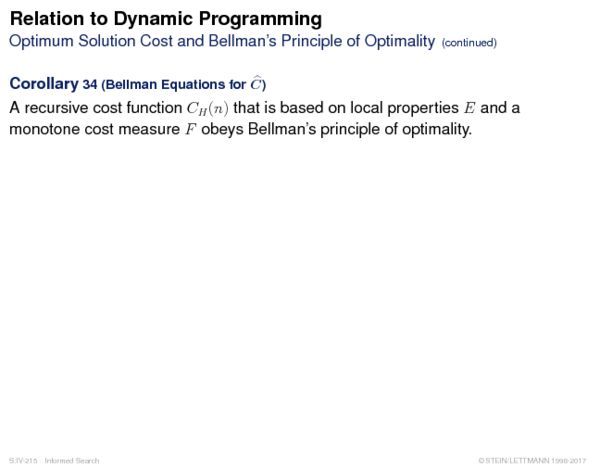 Relation to Dynamic Programming
Optimum Solution Cost and Bellman's Principle of Optimality (continued)
Corollary 34 (Bellman Equations for Ĉ)
A recursive cost function C_H(n) that is based on local properties E and a
monotone cost measure F obeys Bellman's principle of optimality.
S:IV-215 Informed Search
©STEIN/LETTMANN 1998-2017